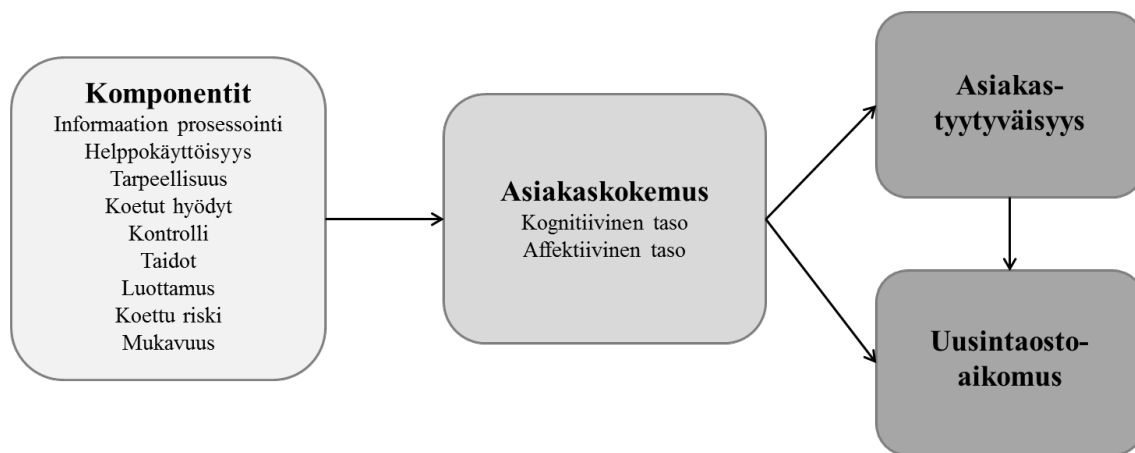 Komponentit
Informaation prosessointi
Helppokäyttöisyys
Tarpeellisuus
Koetut hyödyt
Kontrolli
Taidot
Luottamus
Koettu riski
Mukavuus
Asiakaskokemus
Kognitiivinen taso
Affektiivinen taso
Asiakas-
tyytyväisyys
Uusintaosto-
aikomus